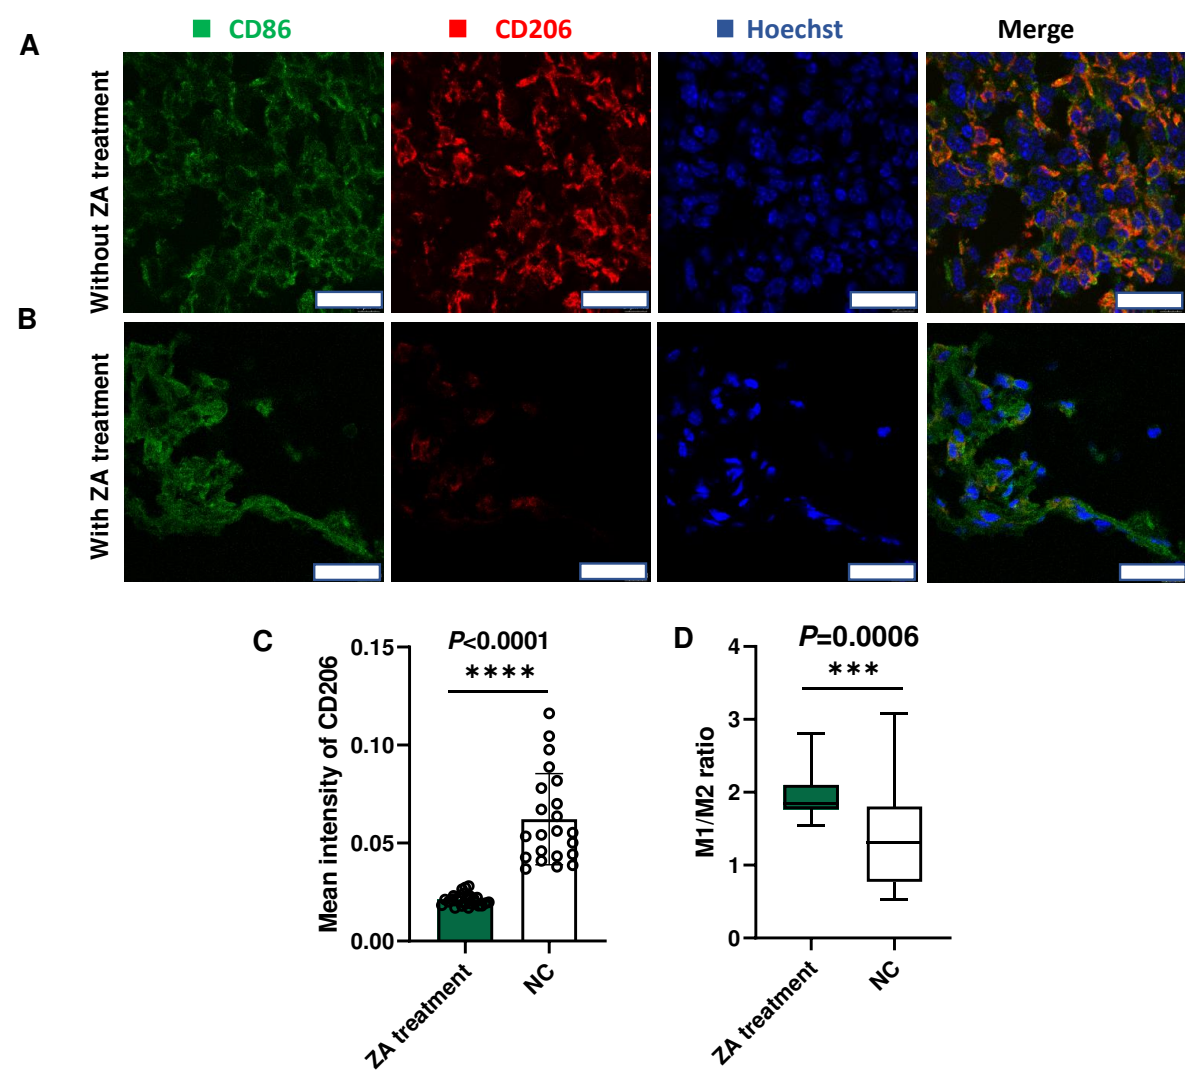 CD86
CD206
Hoechst
Merge
A
Without ZA treatment
B
With ZA treatment
C
P<0.0001
****
Mean intensity of CD206
0.15
0.10
0.05
0.00
ZA treatment
NC
D
P=0.0006
***
M1/M2 ratio
4
3
2
1
0
ZA treatment
NC